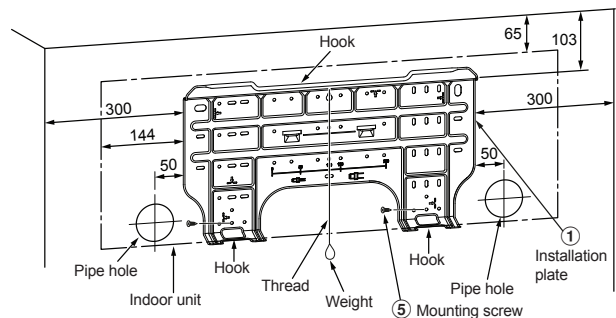 Hook
65
103
300
300
144
50
50
① Installation
plate
Pipe hole
Hook
Indoor unit
Thread
Weight
Hook
⑤ Mounting screw
Pipe hole